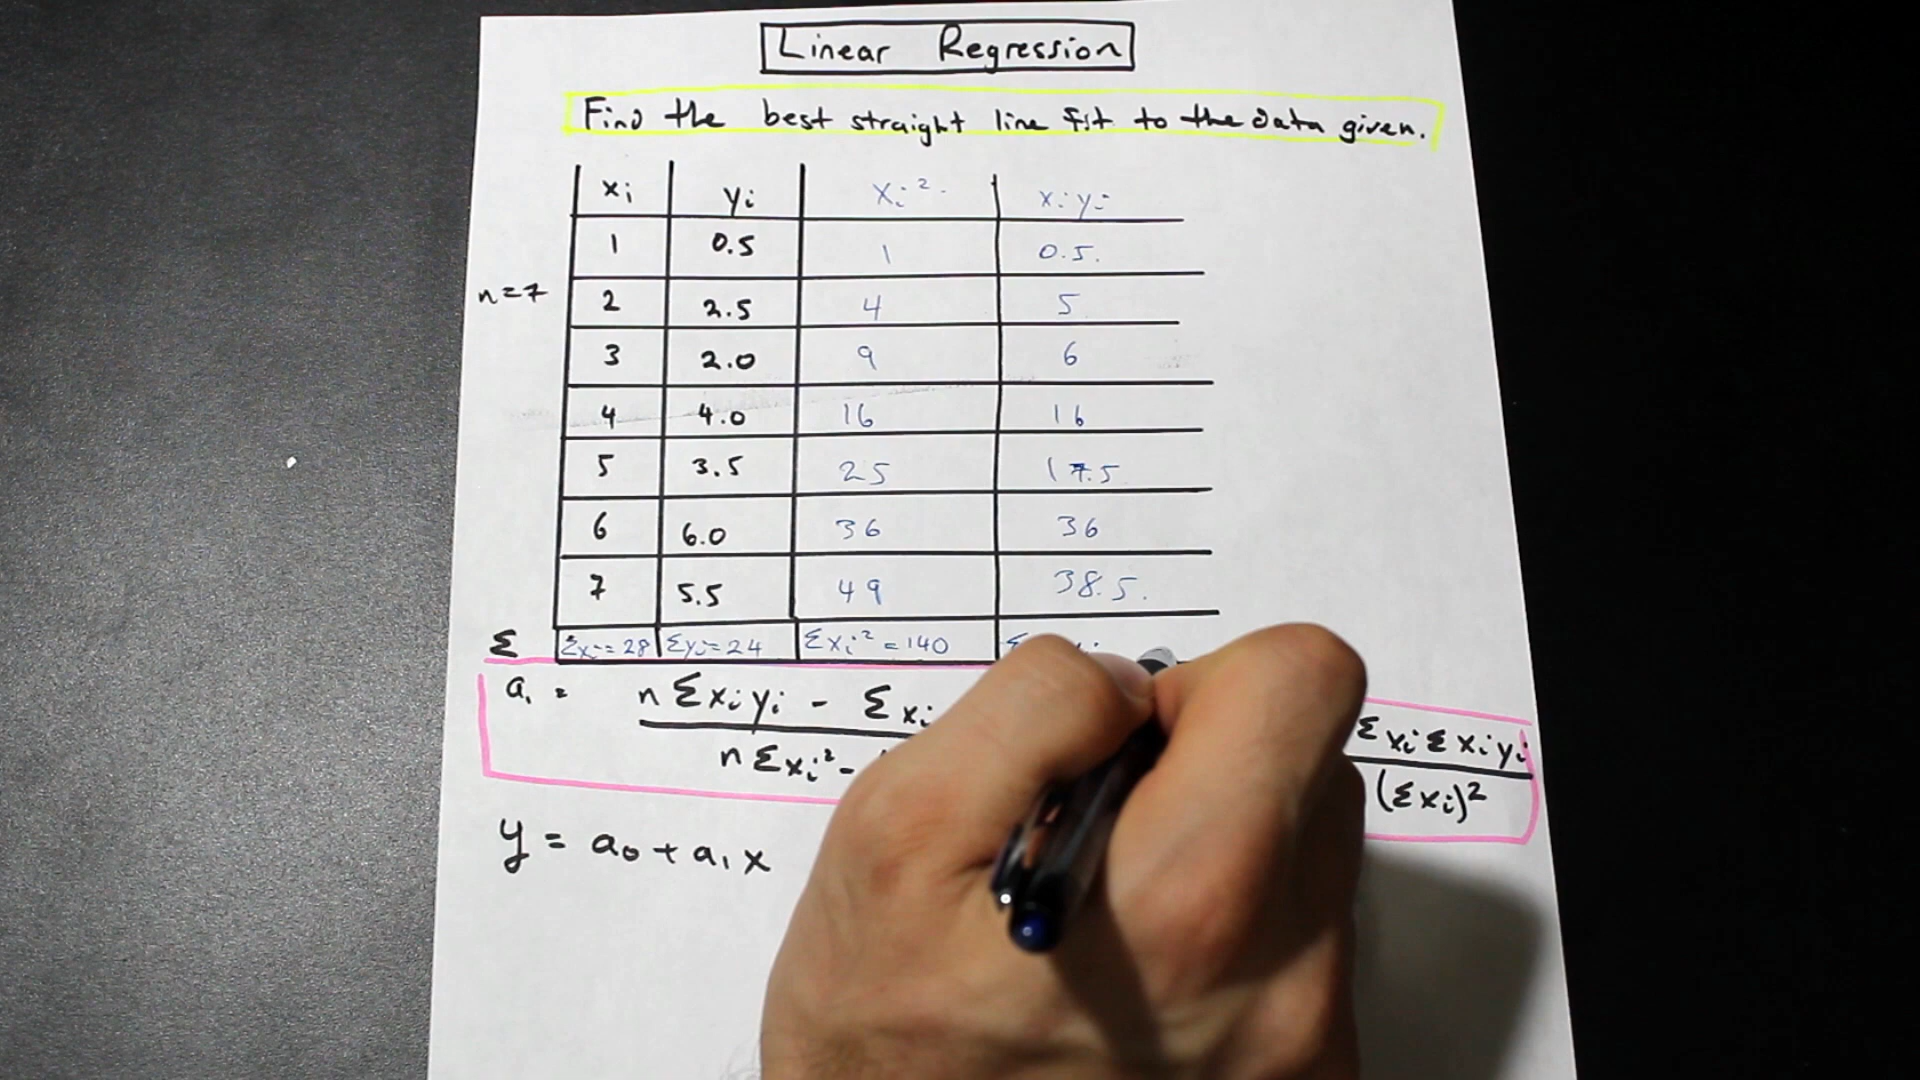 Linear Regression
Find the best straight line fit to the data given.
xi yi xi² xiyi
1 0.5 1 0.5.
n=7
2 2.5 4 5
3 2.0 9 6
4 4.0 16 16
5 3.5 25 17.5
6 6.0 36 36
7 5.5 49 38.5.
Σ Σxi=28 Σyi=24 Σxi²=140 Σ yi
a₁ = nΣxiyi - Σxi
nΣxi² -
Σxi Σxiyi
(Σxi)²
y = a₀ + a₁x